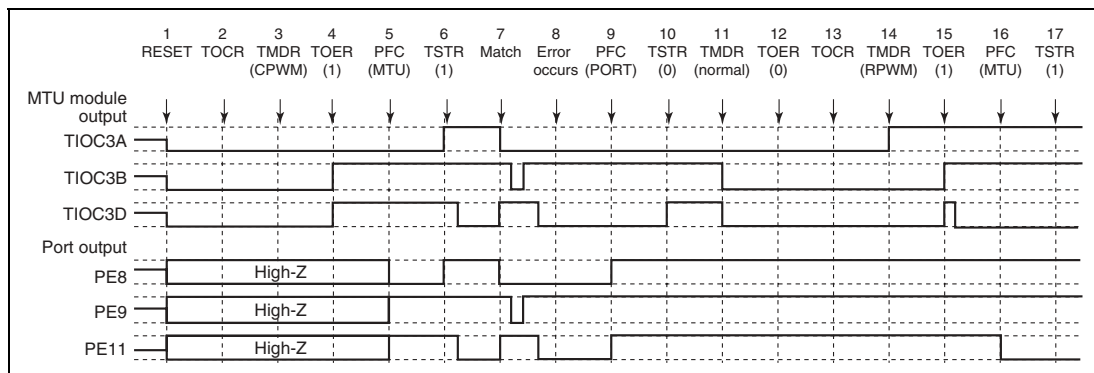 1 2 3 4 5 6 7 8 9 10 11 12 13 14 15 16 17
RESET TOCR TMDR TOER PFC TSTR Match Error PFC TSTR TMDR TOER TOCR TMDR TOER PFC TSTR
(CPWM) (1) (MTU) (1) occurs (PORT) (0) (normal) (0) (RPWM) (1) (MTU) (1)
MTU module
output
TIOC3A
TIOC3B
TIOC3D
Port output
PE8 High-Z
PE9 High-Z
PE11 High-Z